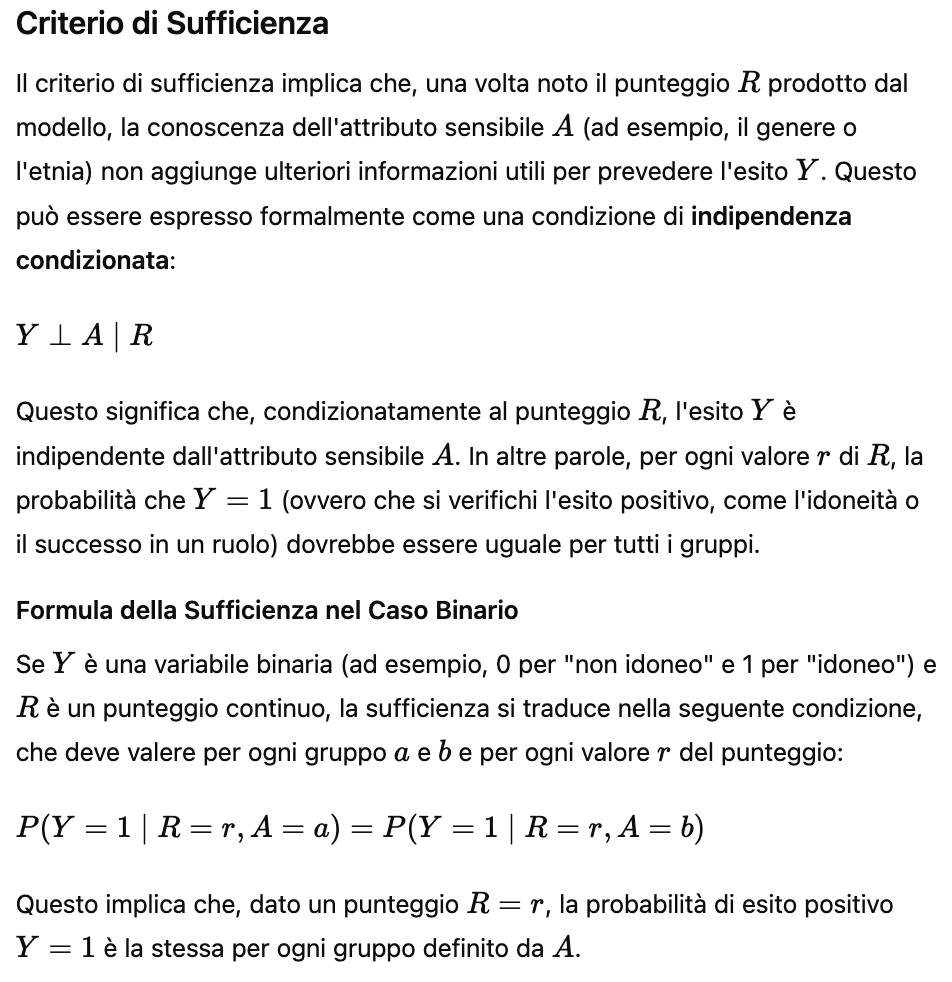 Criterio di Sufficienza
Il criterio di sufficienza implica che, una volta noto il punteggio R prodotto dal
modello, la conoscenza dell'attributo sensibile A (ad esempio, il genere o
l'etnia) non aggiunge ulteriori informazioni utili per prevedere l'esito Y. Questo
può essere espresso formalmente come una condizione di indipendenza
condizionata:
Y ⊥ A | R
Questo significa che, condizionatamente al punteggio R, l'esito Y è
indipendente dall'attributo sensibile A. In altre parole, per ogni valore r di R, la
probabilità che Y = 1 (ovvero che si verifichi l'esito positivo, come l'idoneità o
il successo in un ruolo) dovrebbe essere uguale per tutti i gruppi.
Formula della Sufficienza nel Caso Binario
Se Y è una variabile binaria (ad esempio, 0 per "non idoneo" e 1 per "idoneo") e
R è un punteggio continuo, la sufficienza si traduce nella seguente condizione,
che deve valere per ogni gruppo a e b e per ogni valore r del punteggio:
P(Y = 1 | R = r, A = a) = P(Y = 1 | R = r, A = b)
Questo implica che, dato un punteggio R = r, la probabilità di esito positivo
Y = 1 è la stessa per ogni gruppo definito da A.